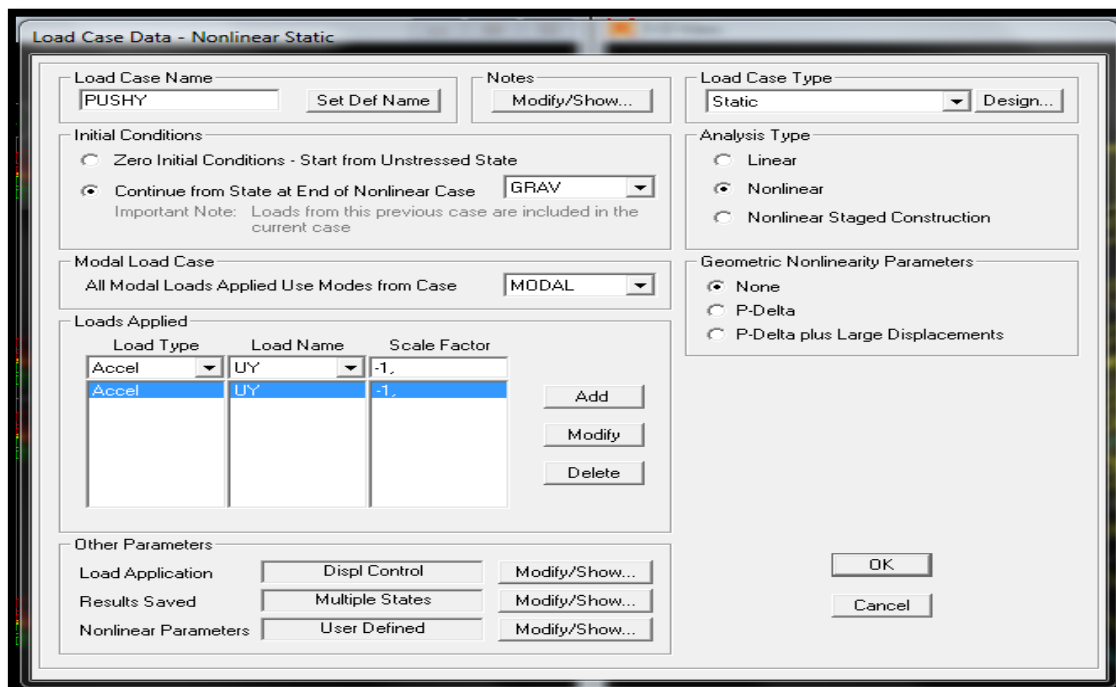 Load Case Data - Nonlinear Static
Load Case Name
PUSHY
Set Def Name
Notes
Modify/Show...
Load Case Type
Static
Design...
Initial Conditions
Zero Initial Conditions - Start from Unstressed State
Continue from State at End of Nonlinear Case
GRAV
Important Note: Loads from this previous case are included in the
current case
Analysis Type
Linear
Nonlinear
Nonlinear Staged Construction
Modal Load Case
All Modal Loads Applied Use Modes from Case
MODAL
Geometric Nonlinearity Parameters
None
P-Delta
P-Delta plus Large Displacements
Loads Applied
Load Type Load Name Scale Factor
Accel UY -1,
Accel UY -1,
Add
Modify
Delete
Other Parameters
Load Application Displ Control Modify/Show...
Results Saved Multiple States Modify/Show...
Nonlinear Parameters User Defined Modify/Show...
OK
Cancel